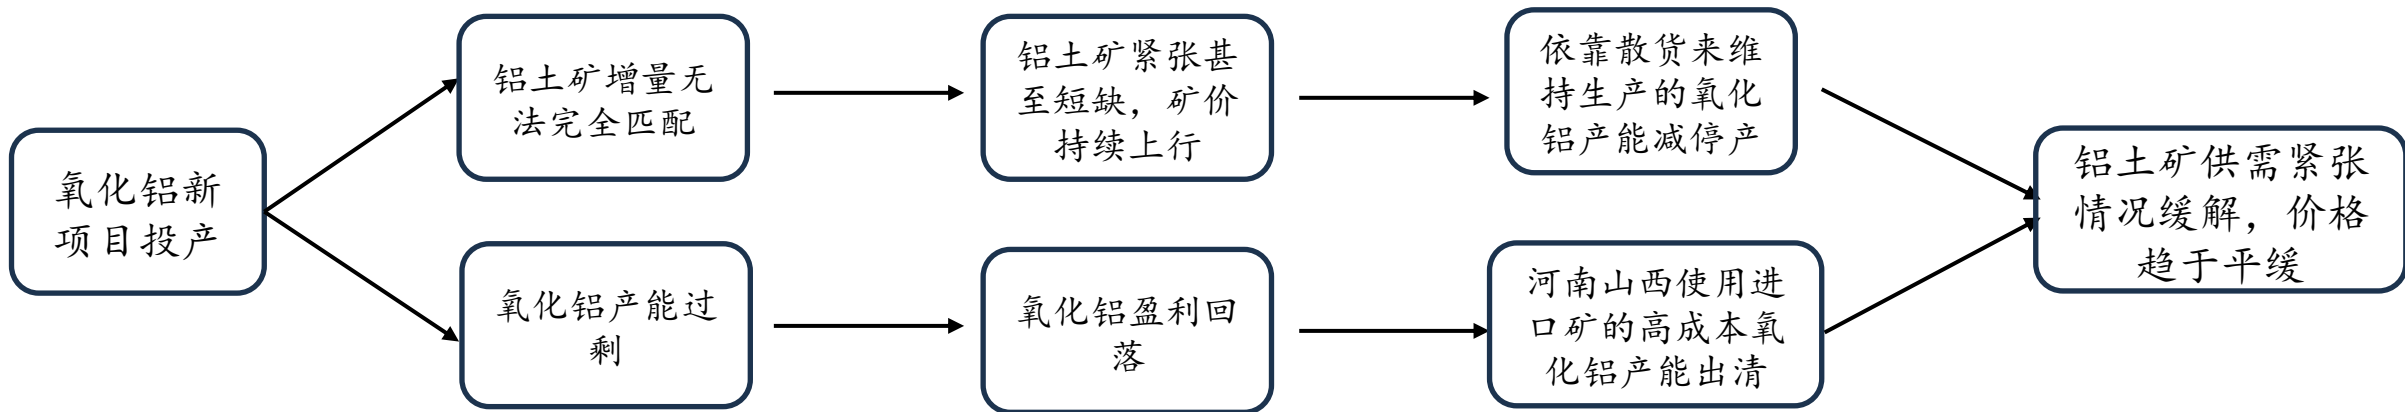 氧化铝新
项目投产
铝土矿增量无
法完全匹配
铝土矿紧张甚
至短缺，矿价
持续上行
依靠散货来维
持生产的氧化
铝产能减停产
氧化铝产能过
剩
氧化铝盈利回
落
河南山西使用进
口矿的高成本氧
化铝产能出清
铝土矿供需紧张
情况缓解，价格
趋于平缓